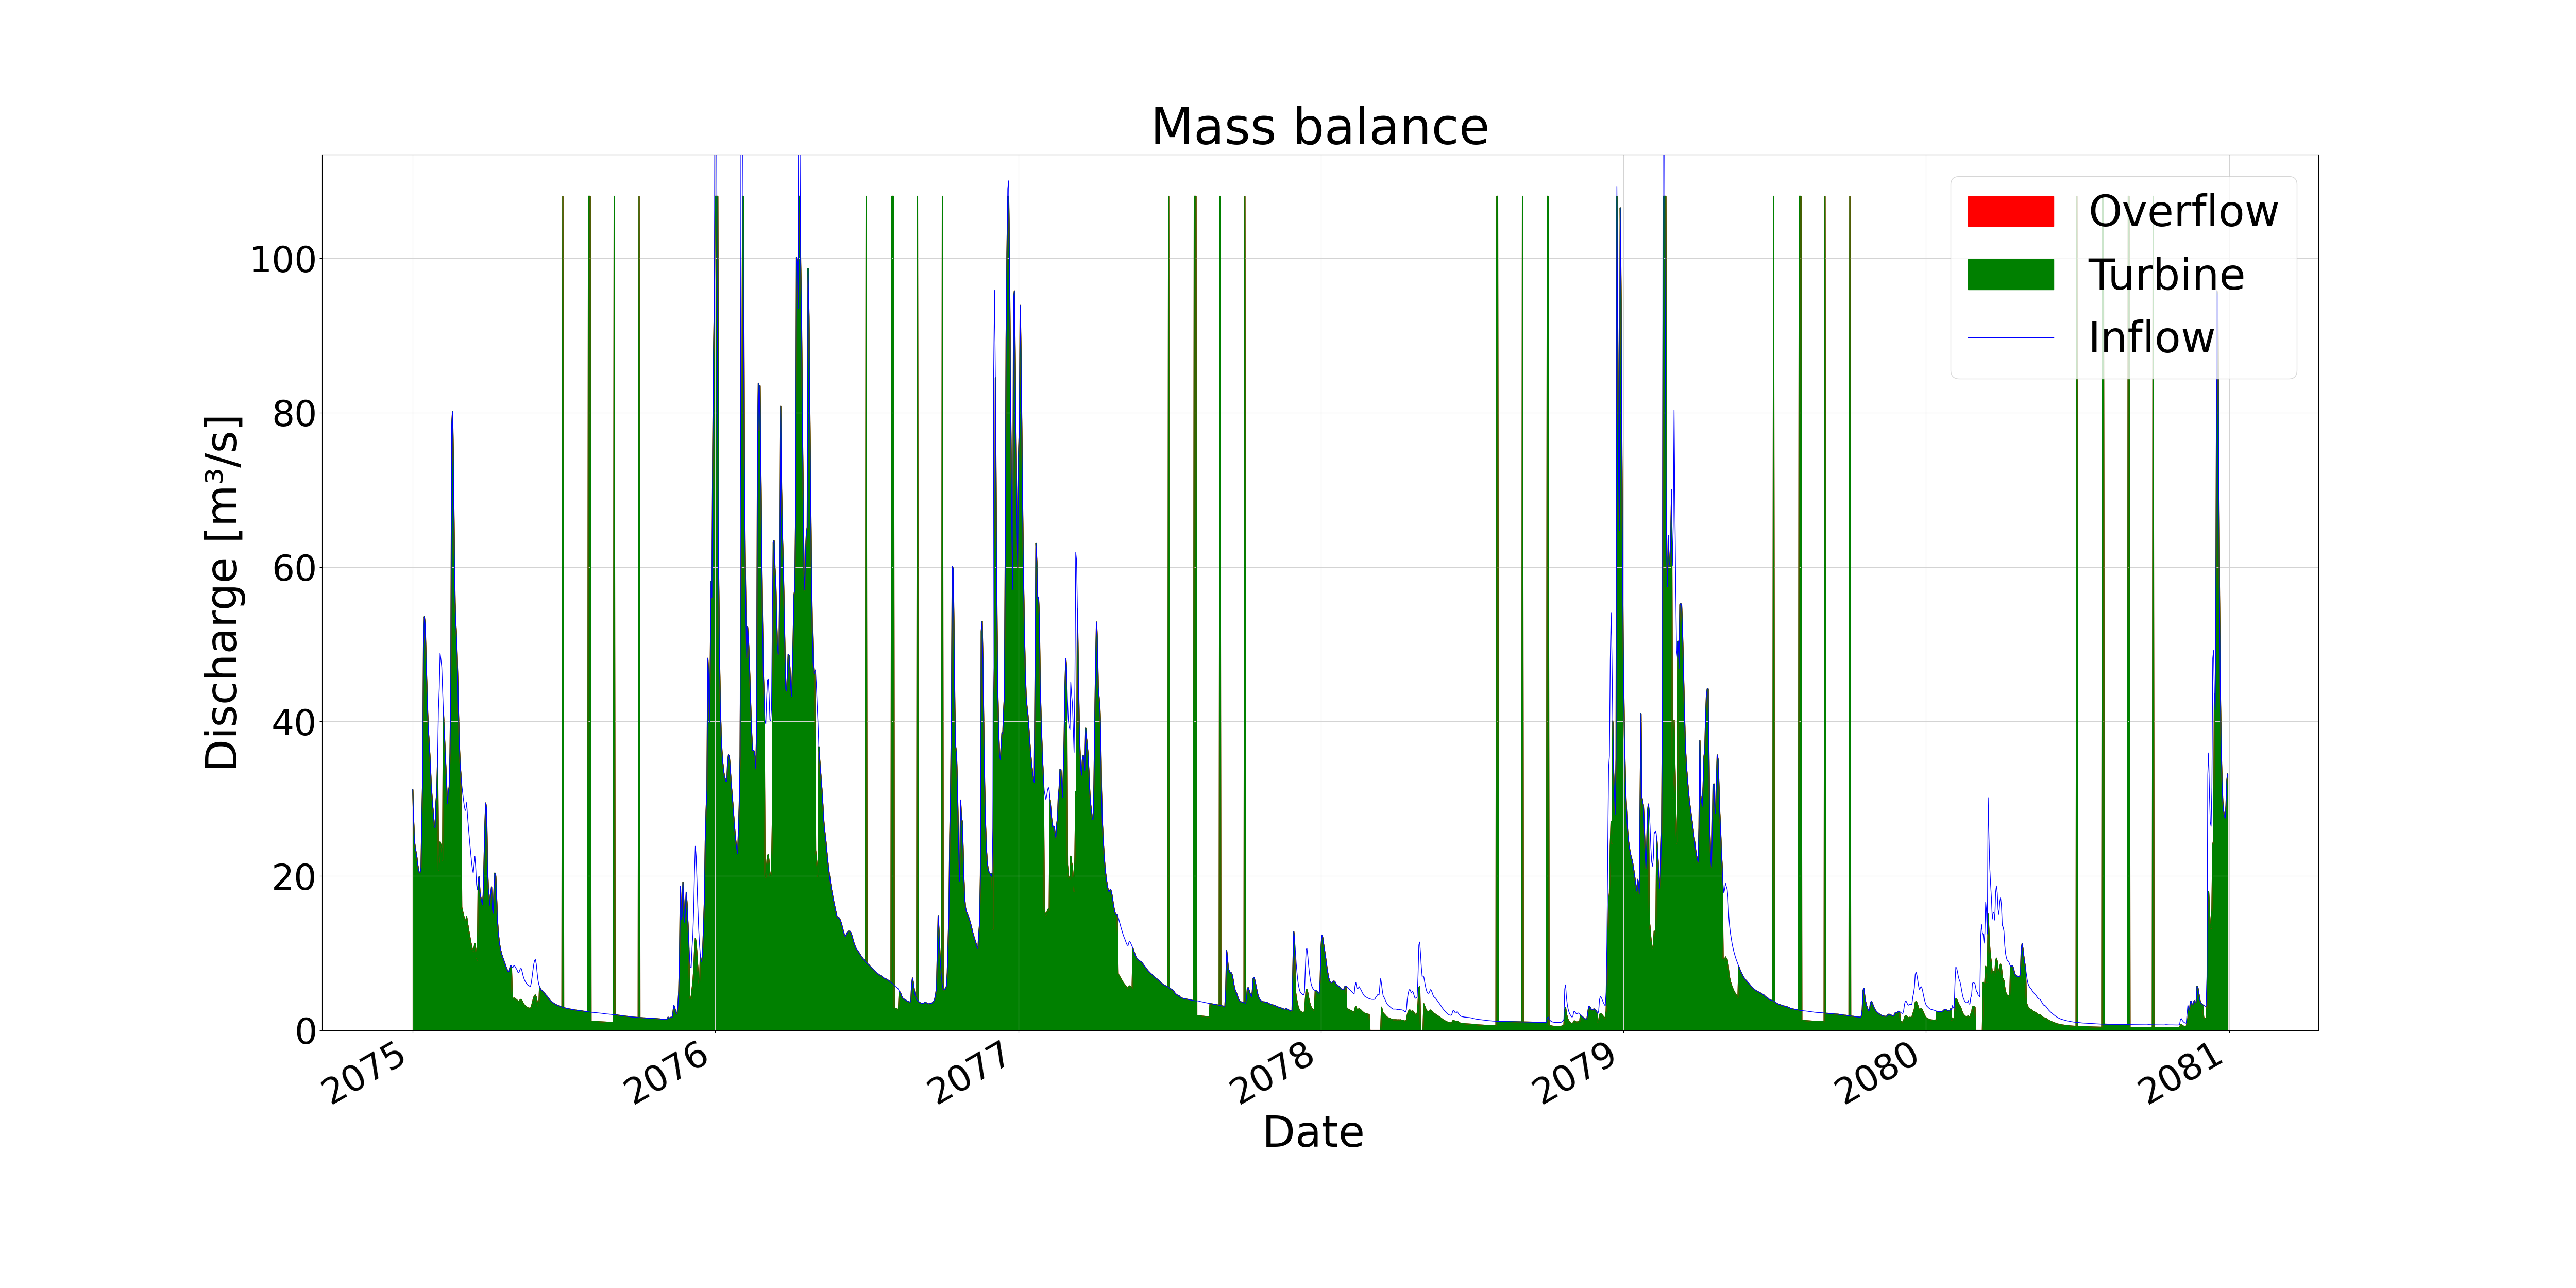 Mass balance
Overflow
Turbine
Inflow
Discharge [m³/s]
100
80
60
40
20
0
2075
2076
2077
2078
2079
2080
2081
Date